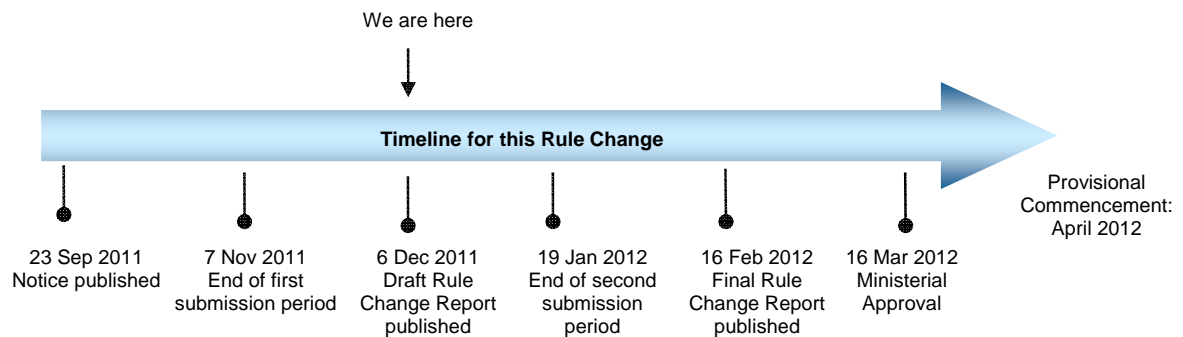 We are here
Timeline for this Rule Change
23 Sep 2011
Notice published
7 Nov 2011
End of first
submission period
6 Dec 2011
Draft Rule
Change Report
published
19 Jan 2012
End of second
submission
period
16 Feb 2012
Final Rule
Change Report
published
16 Mar 2012
Ministerial
Approval
Provisional
Commencement:
April 2012